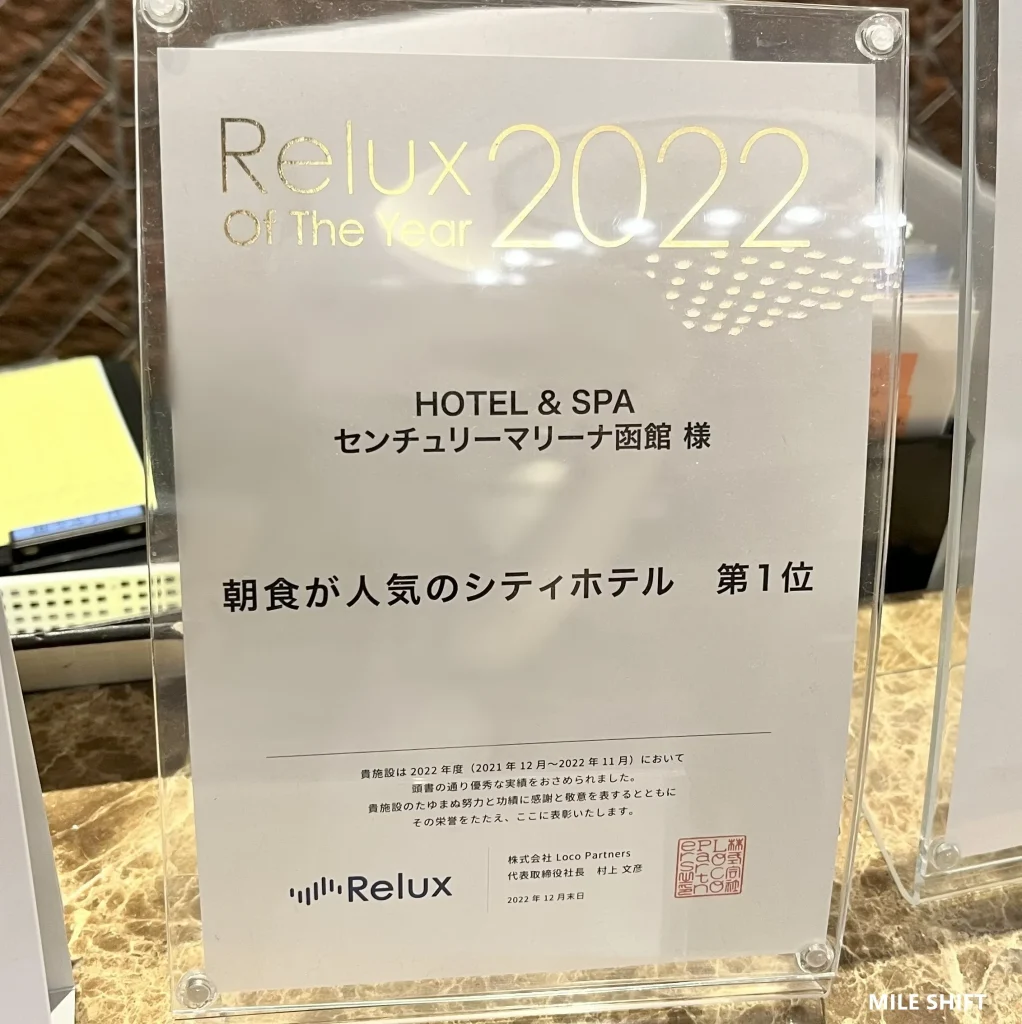 Relux 2022
Of The Year
HOTEL & SPA
センチュリーマリーナ函館 様
朝食が人気のシティホテル 第1位
貴施設は 2022 年度（2021 年 12 月～2022 年 11 月）において
頭書の通り優秀な実績をおさめられました。
貴施設のたゆまぬ努力と功績に感謝と敬意を表するとともに
その栄誉をたたえ、ここに表彰いたします。
Relux
株式会社 Loco Partners
代表取締役社長 村上 文彦
2022 年 12 月末日
MILE SHIFT